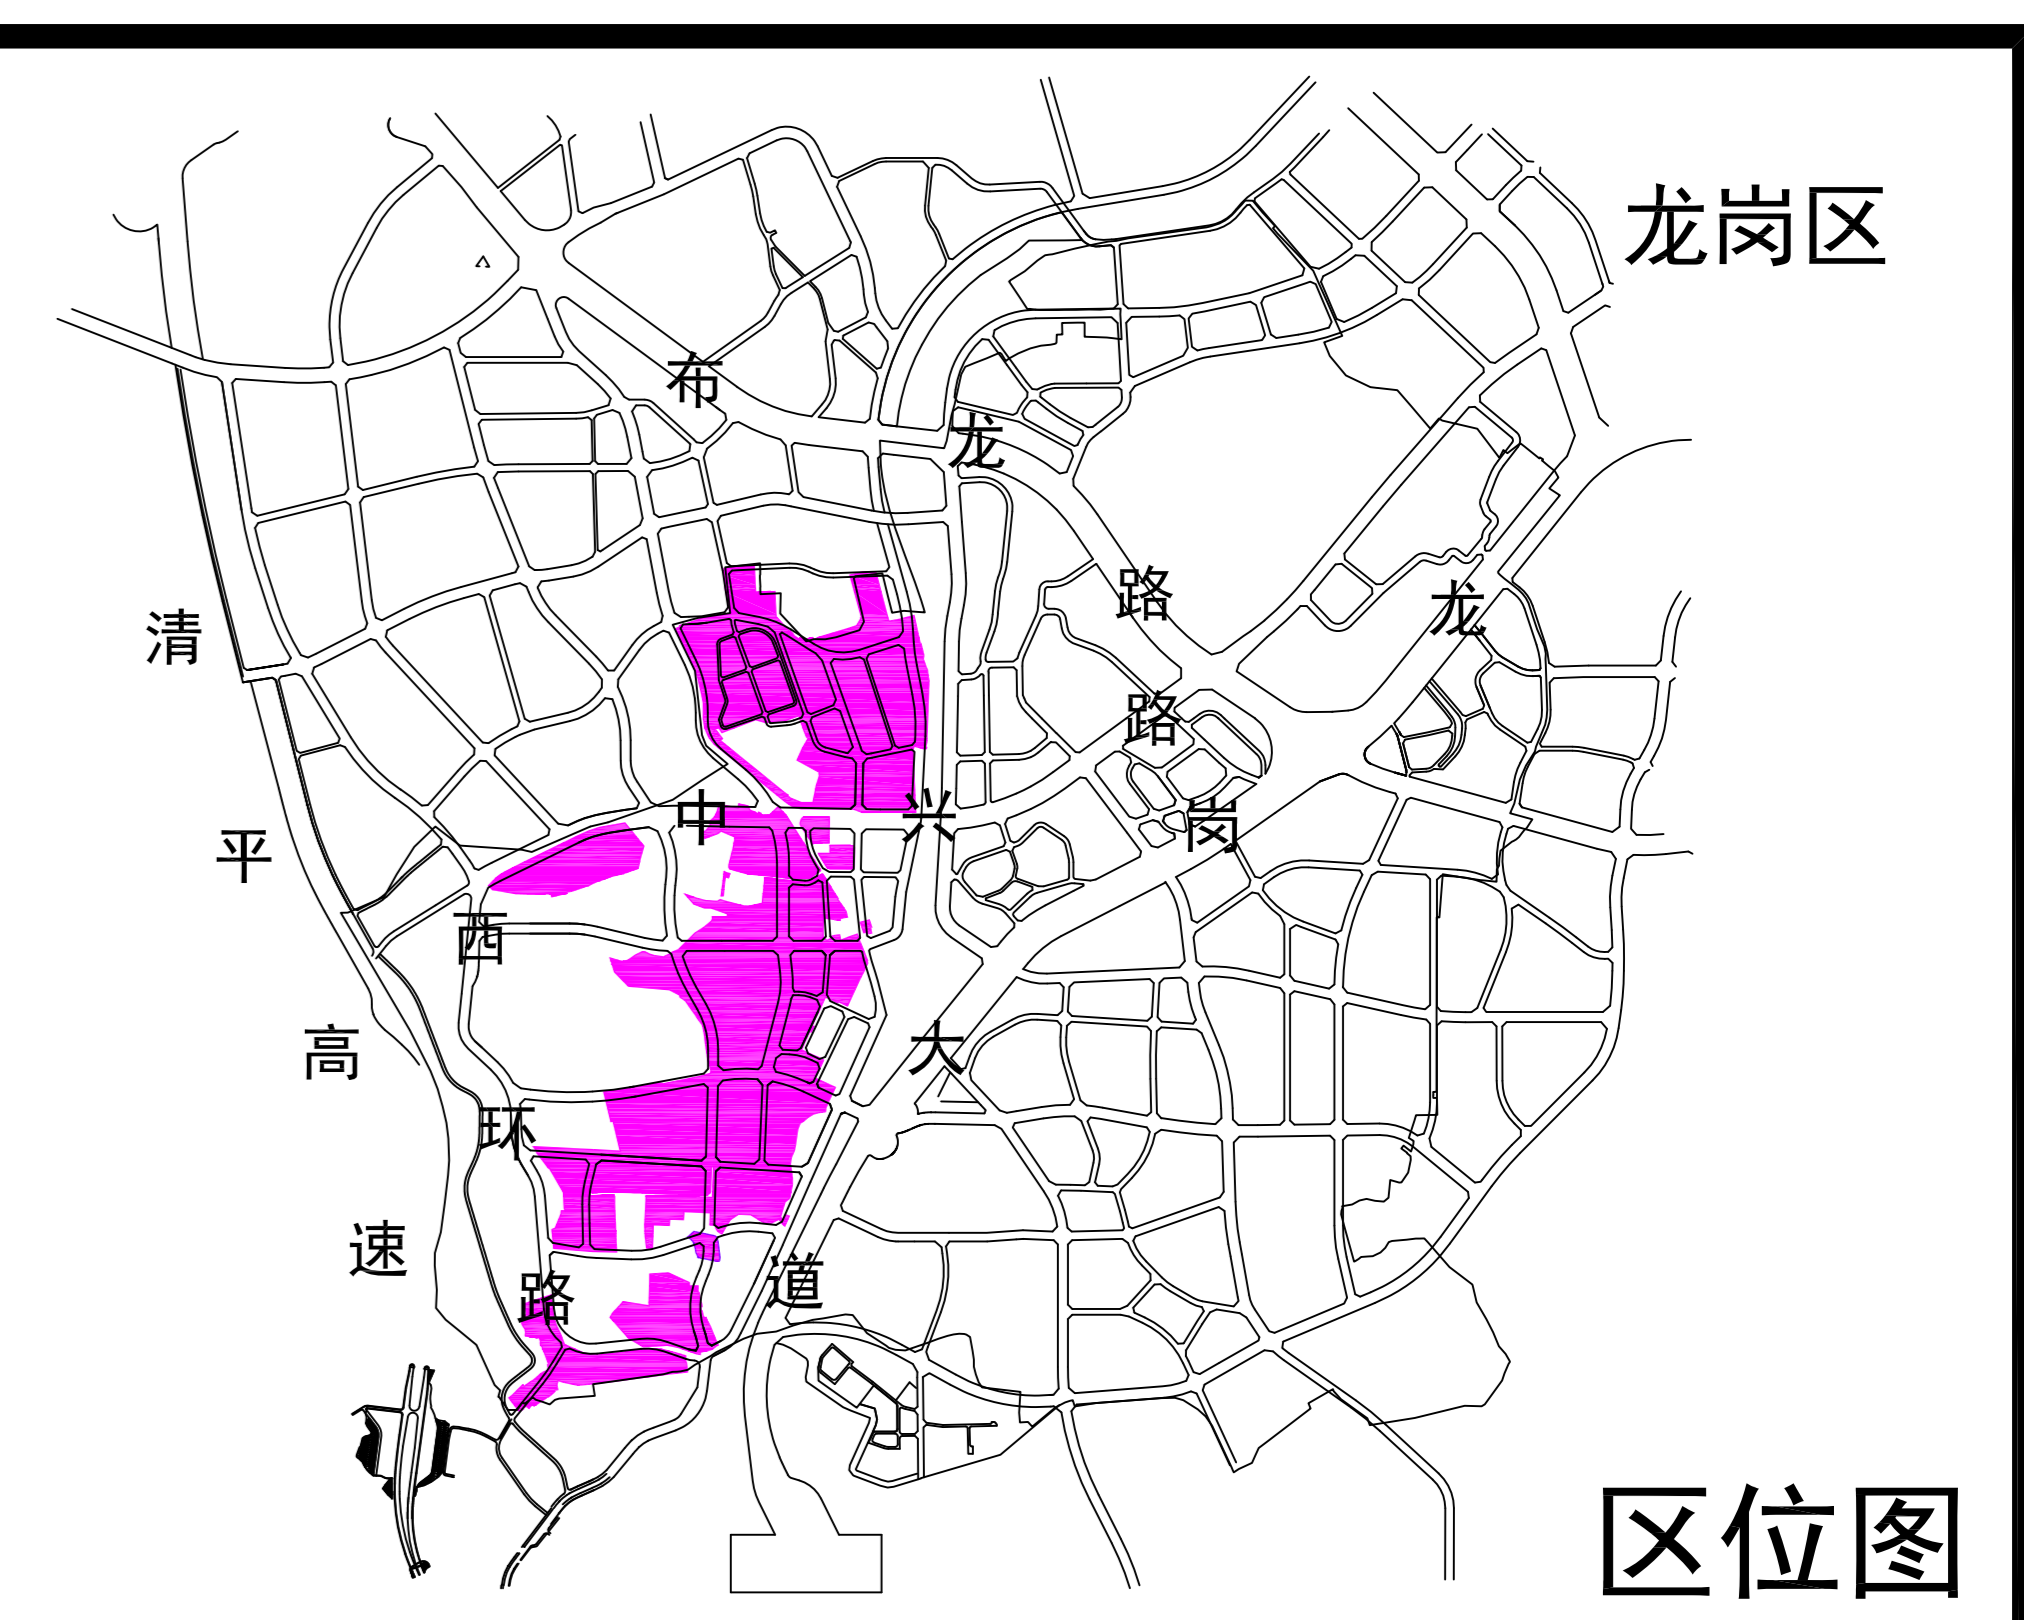 龙岗区
布龙路
清平高速
龙岗大道
中兴路
西环路
区位图